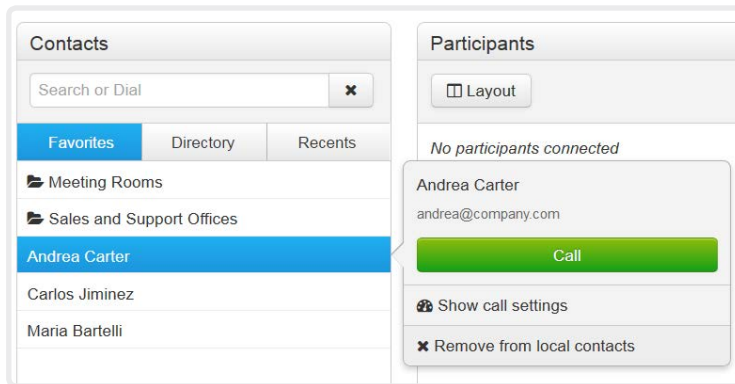 Contacts
Search or Dial
Favorites Directory Recents
Meeting Rooms
Sales and Support Offices
Andrea Carter
Carlos Jiminez
Maria Bartelli
Participants
Layout
No participants connected
Andrea Carter
andrea@company.com
Call
Show call settings
Remove from local contacts